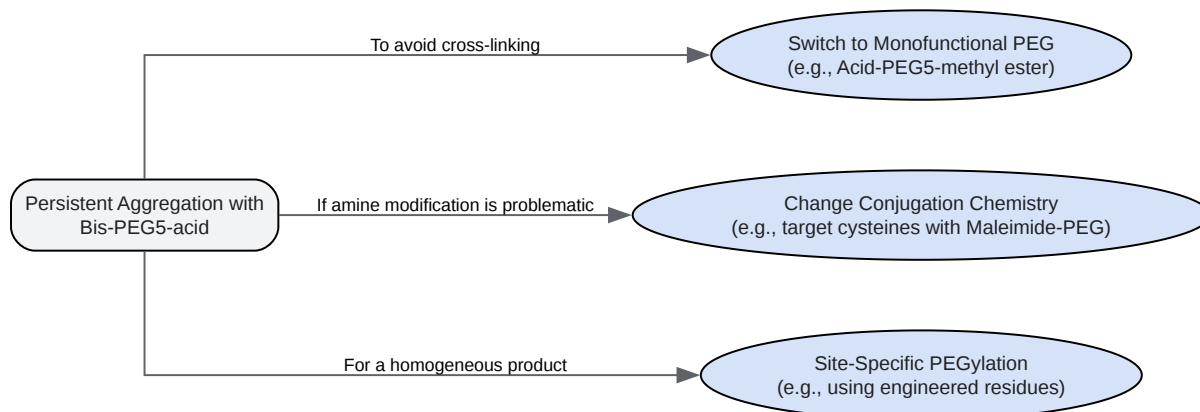 To avoid cross-linking
Switch to Monofunctional PEG
(e.g., Acid-PEG5-methyl ester)
Persistent Aggregation with
Bis-PEG5-acid
If amine modification is problematic
Change Conjugation Chemistry
(e.g., target cysteines with Maleimide-PEG)
For a homogeneous product
Site-Specific PEGylation
(e.g., using engineered residues)